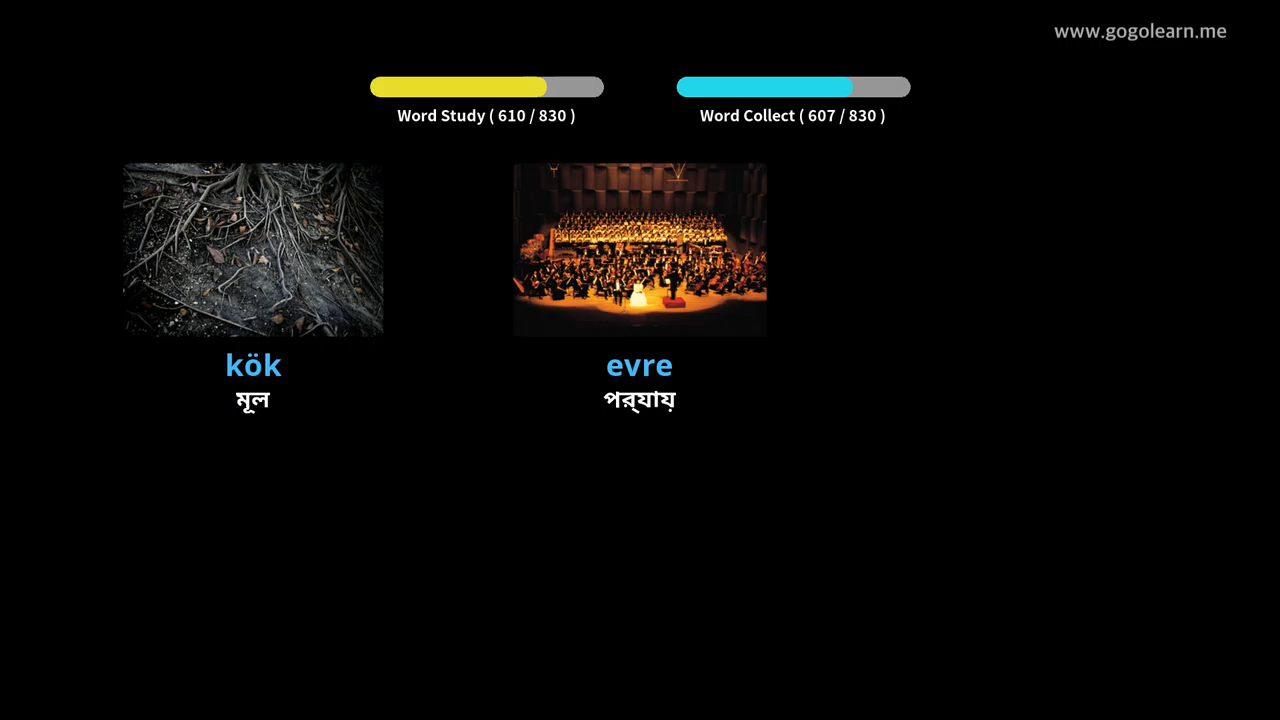 www.gogolearn.me
Word Study ( 610 / 830 )
Word Collect ( 607 / 830 )
kök
মূল
evre
পর্যায়